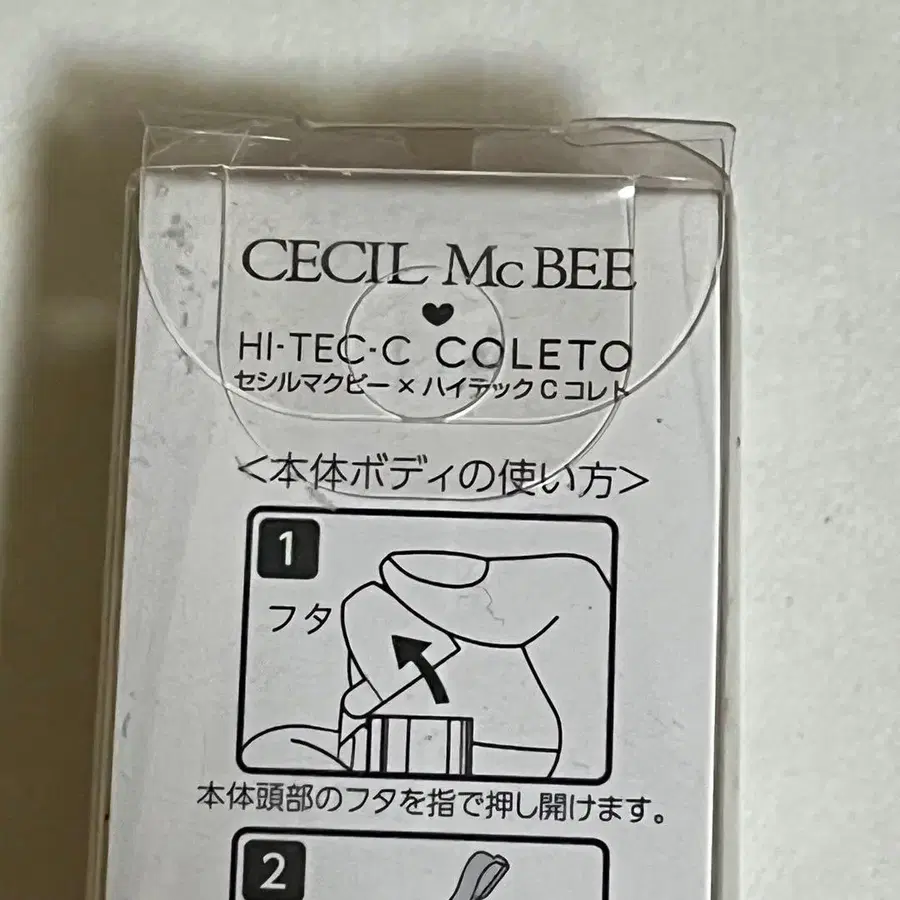 CECIL McBEE
HI-TEC-C COLETO
セシルマクビー×ハイテックCコレト
<本体ボディの使い方>
1
フタ
本体頭部のフタを指で押し開けます。
2